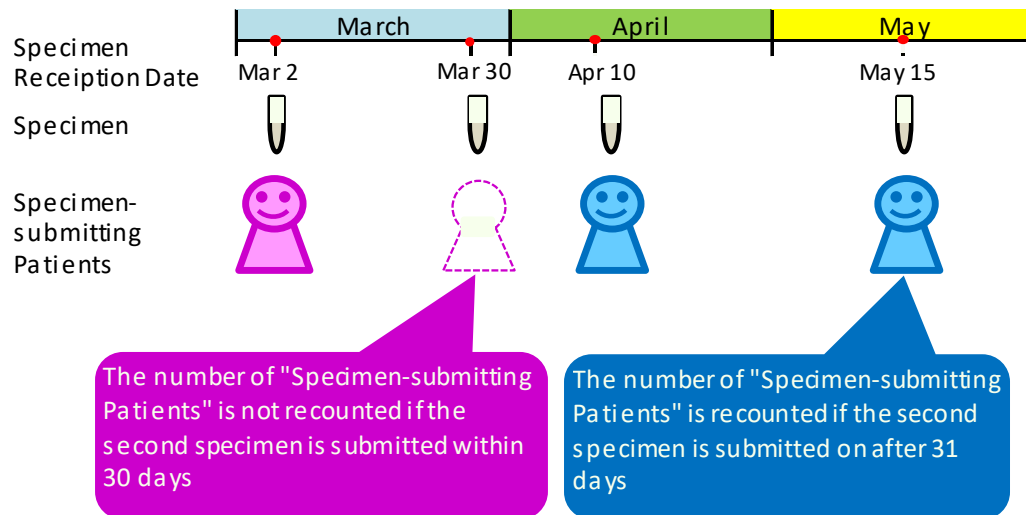 March April May
Specimen
Receiption Date
Mar 2 Mar 30 Apr 10 May 15
Specimen
Specimen-
submitting
Patients
The number of "Specimen-submitting
Patients" is not recounted if the
second specimen is submitted within
30 days
The number of "Specimen-submitting
Patients" is recounted if the second
specimen is submitted on after 31
days